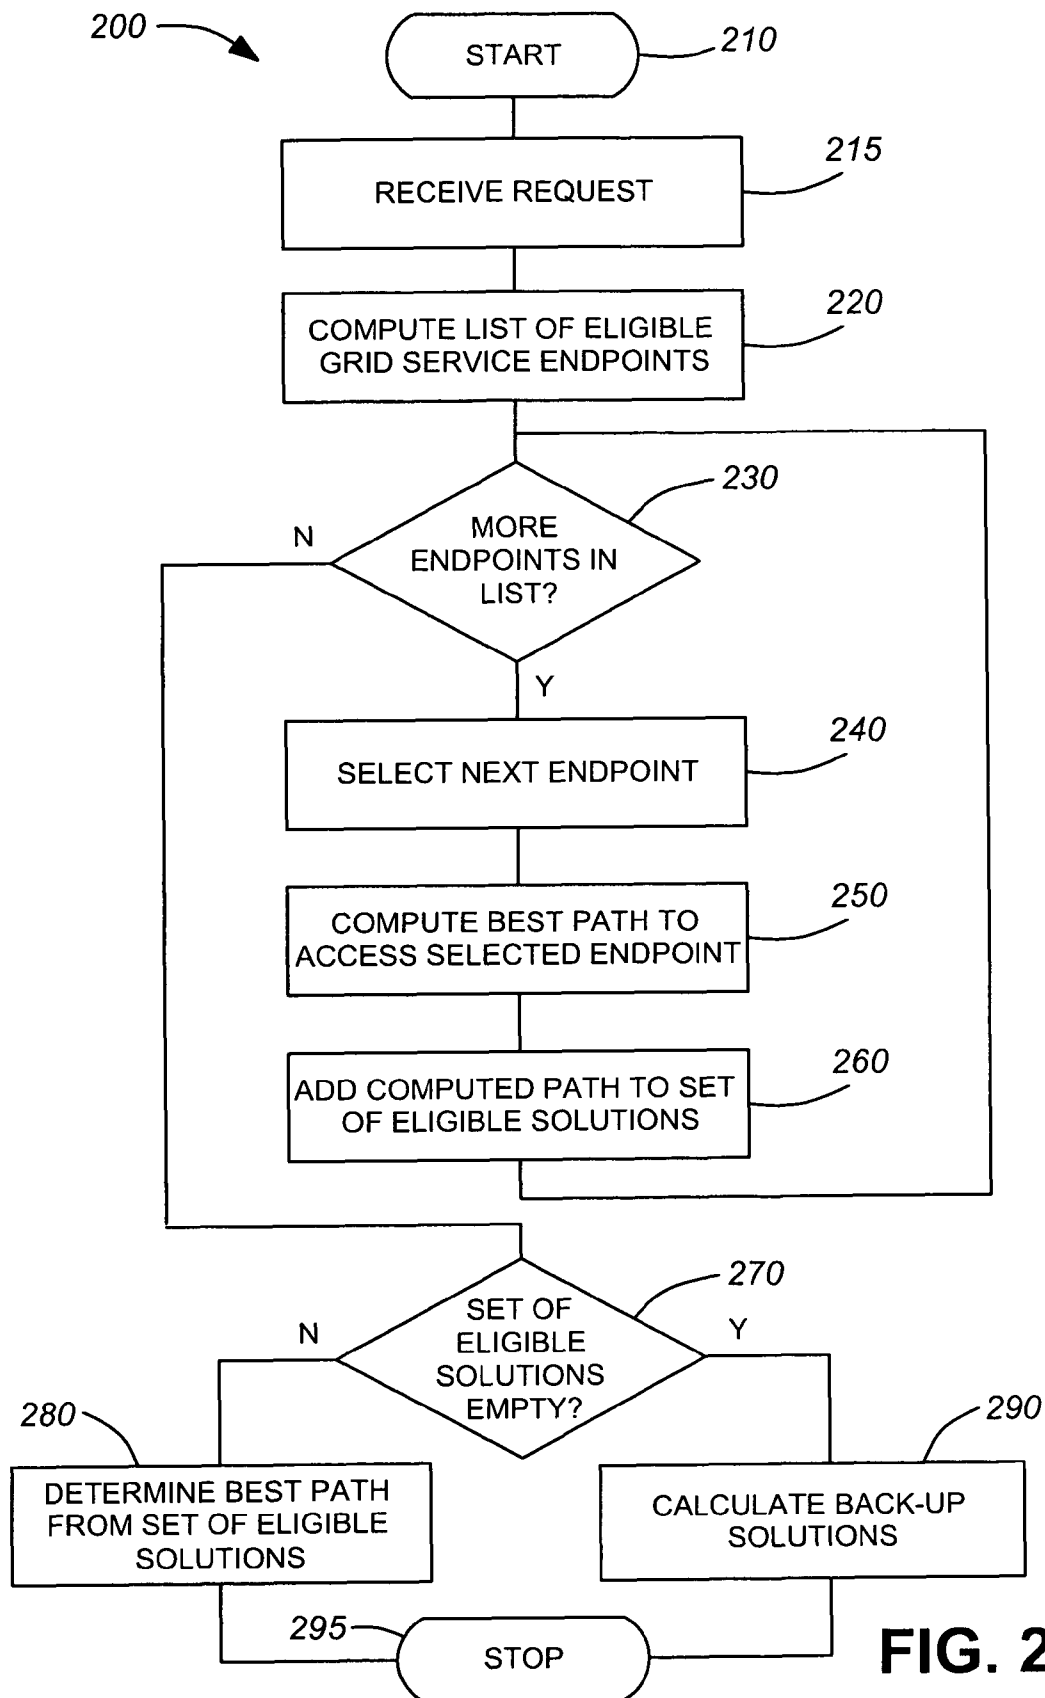 200
START
210
RECEIVE REQUEST
215
COMPUTE LIST OF ELIGIBLE
GRID SERVICE ENDPOINTS
220
230
N
MORE
ENDPOINTS IN
LIST?
Y
SELECT NEXT ENDPOINT
240
COMPUTE BEST PATH TO
ACCESS SELECTED ENDPOINT
250
ADD COMPUTED PATH TO SET
OF ELIGIBLE SOLUTIONS
260
270
N
SET OF
ELIGIBLE
SOLUTIONS
EMPTY?
Y
280
DETERMINE BEST PATH
FROM SET OF ELIGIBLE
SOLUTIONS
290
CALCULATE BACK-UP
SOLUTIONS
295
STOP
FIG. 2